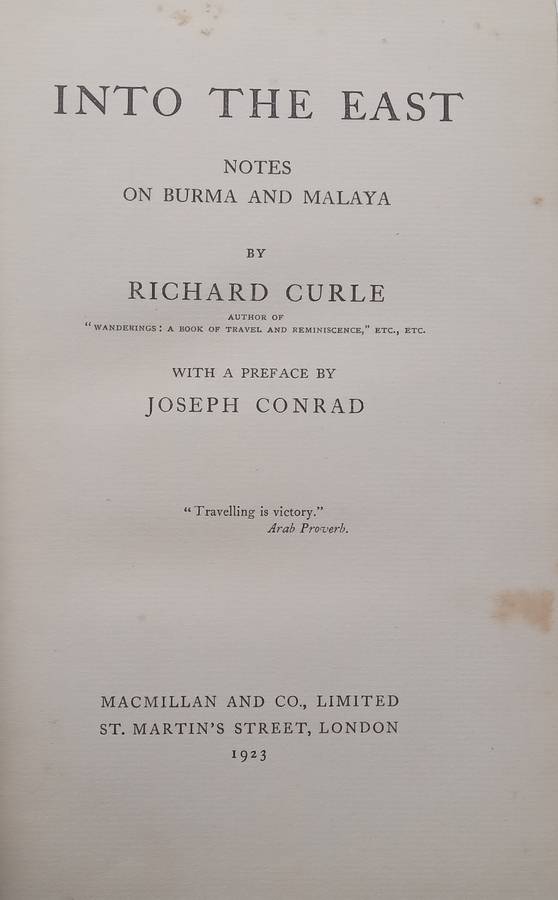 INTO THE EAST
NOTES
ON BURMA AND MALAYA
BY
RICHARD CURLE
AUTHOR OF
"WANDERINGS: A BOOK OF TRAVEL AND REMINISCENCE," ETC., ETC.
WITH A PREFACE BY
JOSEPH CONRAD
"Travelling is victory."
Arab Proverb.
MACMILLAN AND CO., LIMITED
ST. MARTIN'S STREET, LONDON
1923